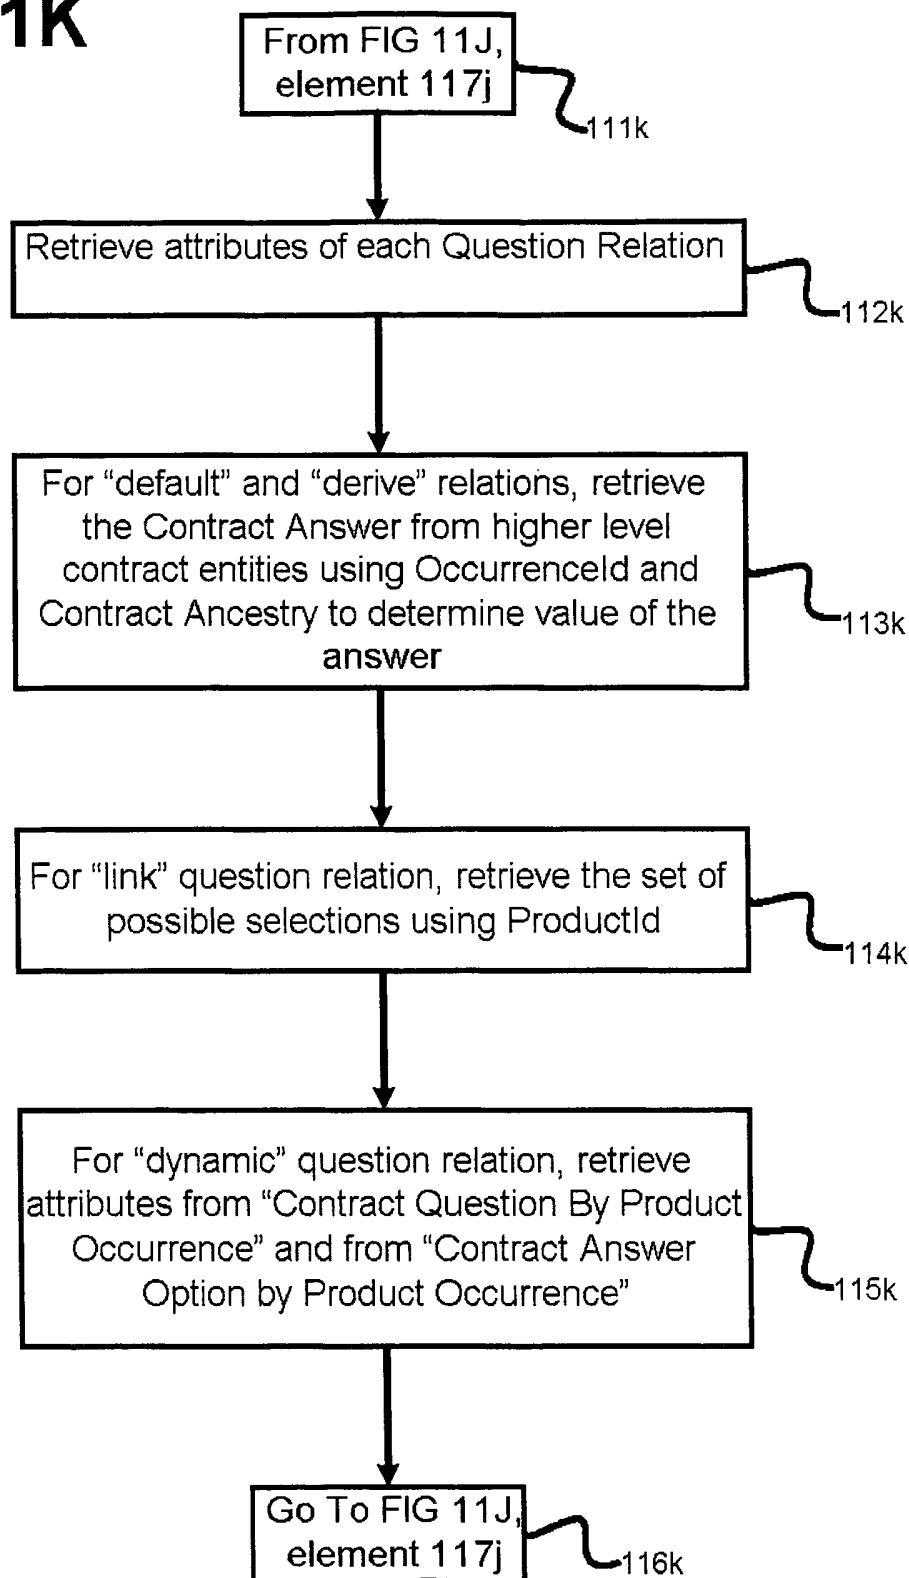 1K
From FIG 11J,
element 117j
111k
Retrieve attributes of each Question Relation
112k
For “default” and “derive” relations, retrieve
the Contract Answer from higher level
contract entities using OccurrenceId and
Contract Ancestry to determine value of the
answer
113k
For “link” question relation, retrieve the set of
possible selections using ProductId
114k
For “dynamic” question relation, retrieve
attributes from “Contract Question By Product
Occurrence” and from “Contract Answer
Option by Product Occurrence”
115k
Go To FIG 11J,
element 117j
116k